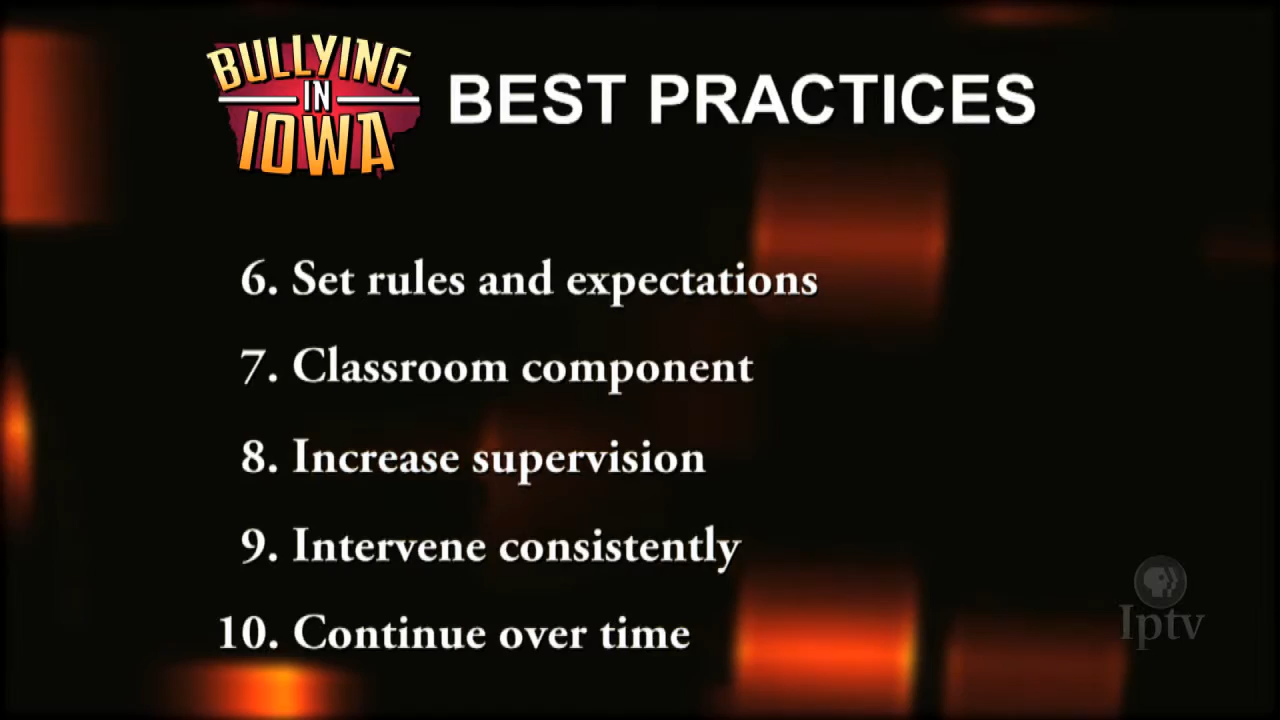 BULLYING
IN
IOWA
BEST PRACTICES
6. Set rules and expectations
7. Classroom component
8. Increase supervision
9. Intervene consistently
10. Continue over time
Iptv